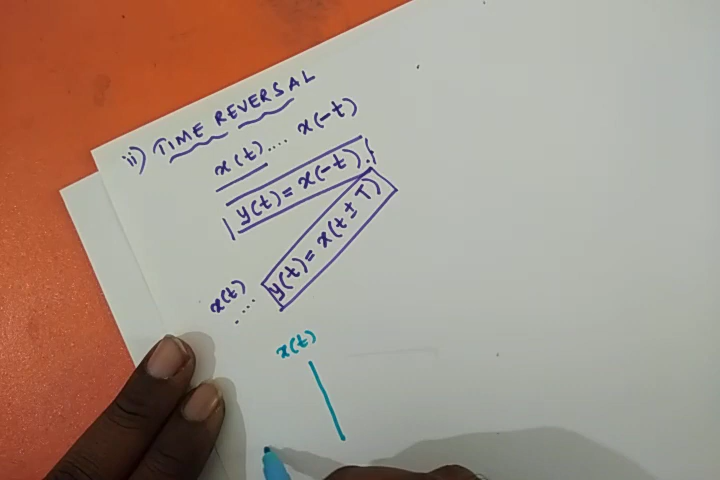 ii) TIME REVERSAL
x(t).... x(-t)
y(t) = x(-t).
x(t) .... y(t) = x(t ± T)
x(t)